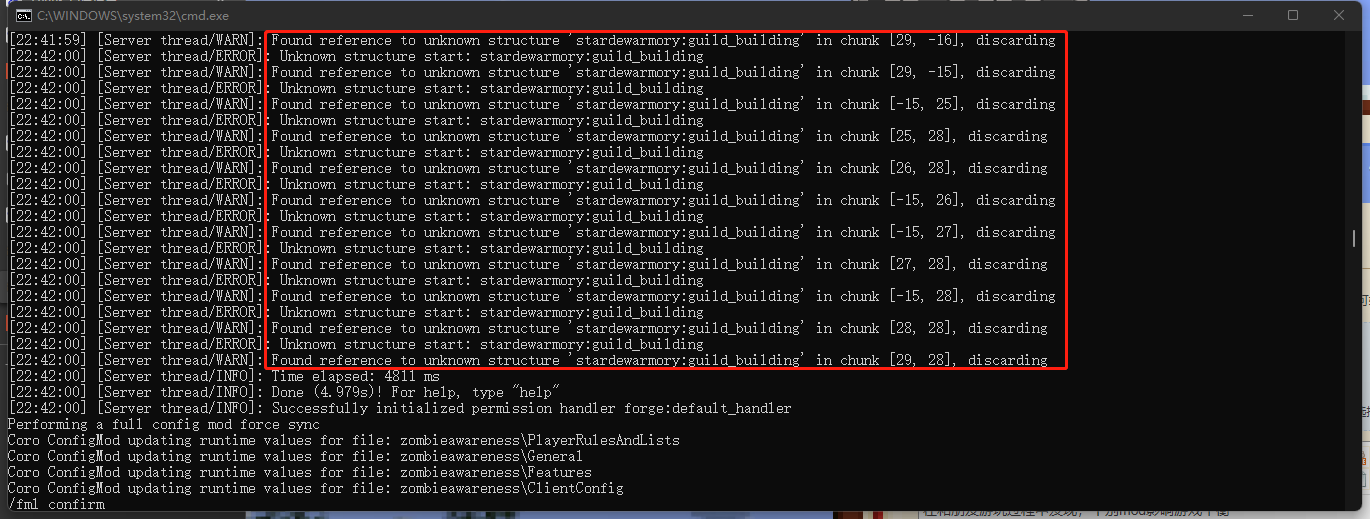 C:\WINDOWS\system32\cmd.exe
[22:41:59] [Server thread/WARN]: Found reference to unknown structure 'stardewarmory:guild_building' in chunk [29, -16], discarding
[22:42:00] [Server thread/ERROR]: Unknown structure start: stardewarmory:guild_building
[22:42:00] [Server thread/WARN]: Found reference to unknown structure 'stardewarmory:guild_building' in chunk [29, -15], discarding
[22:42:00] [Server thread/ERROR]: Unknown structure start: stardewarmory:guild_building
[22:42:00] [Server thread/WARN]: Found reference to unknown structure 'stardewarmory:guild_building' in chunk [-15, 25], discarding
[22:42:00] [Server thread/ERROR]: Unknown structure start: stardewarmory:guild_building
[22:42:00] [Server thread/WARN]: Found reference to unknown structure 'stardewarmory:guild_building' in chunk [25, 28], discarding
[22:42:00] [Server thread/ERROR]: Unknown structure start: stardewarmory:guild_building
[22:42:00] [Server thread/WARN]: Found reference to unknown structure 'stardewarmory:guild_building' in chunk [26, 28], discarding
[22:42:00] [Server thread/ERROR]: Unknown structure start: stardewarmory:guild_building
[22:42:00] [Server thread/WARN]: Found reference to unknown structure 'stardewarmory:guild_building' in chunk [-15, 26], discarding
[22:42:00] [Server thread/ERROR]: Unknown structure start: stardewarmory:guild_building
[22:42:00] [Server thread/WARN]: Found reference to unknown structure 'stardewarmory:guild_building' in chunk [-15, 27], discarding
[22:42:00] [Server thread/ERROR]: Unknown structure start: stardewarmory:guild_building
[22:42:00] [Server thread/WARN]: Found reference to unknown structure 'stardewarmory:guild_building' in chunk [27, 28], discarding
[22:42:00] [Server thread/ERROR]: Unknown structure start: stardewarmory:guild_building
[22:42:00] [Server thread/WARN]: Found reference to unknown structure 'stardewarmory:guild_building' in chunk [-15, 28], discarding
[22:42:00] [Server thread/ERROR]: Unknown structure start: stardewarmory:guild_building
[22:42:00] [Server thread/WARN]: Found reference to unknown structure 'stardewarmory:guild_building' in chunk [28, 28], discarding
[22:42:00] [Server thread/ERROR]: Unknown structure start: stardewarmory:guild_building
[22:42:00] [Server thread/WARN]: Found reference to unknown structure 'stardewarmory:guild_building' in chunk [29, 28], discarding
[22:42:00] [Server thread/INFO]: Time elapsed: 4811 ms
[22:42:00] [Server thread/INFO]: Done (4.979s)! For help, type "help"
[22:42:00] [Server thread/INFO]: Successfully initialized permission handler forge:default_handler
Performing a full config mod force sync
Coro ConfigMod updating runtime values for file: zombieawareness\PlayerRulesAndLists
Coro ConfigMod updating runtime values for file: zombieawareness\General
Coro ConfigMod updating runtime values for file: zombieawareness\Features
Coro ConfigMod updating runtime values for file: zombieawareness\ClientConfig
/fml confirm